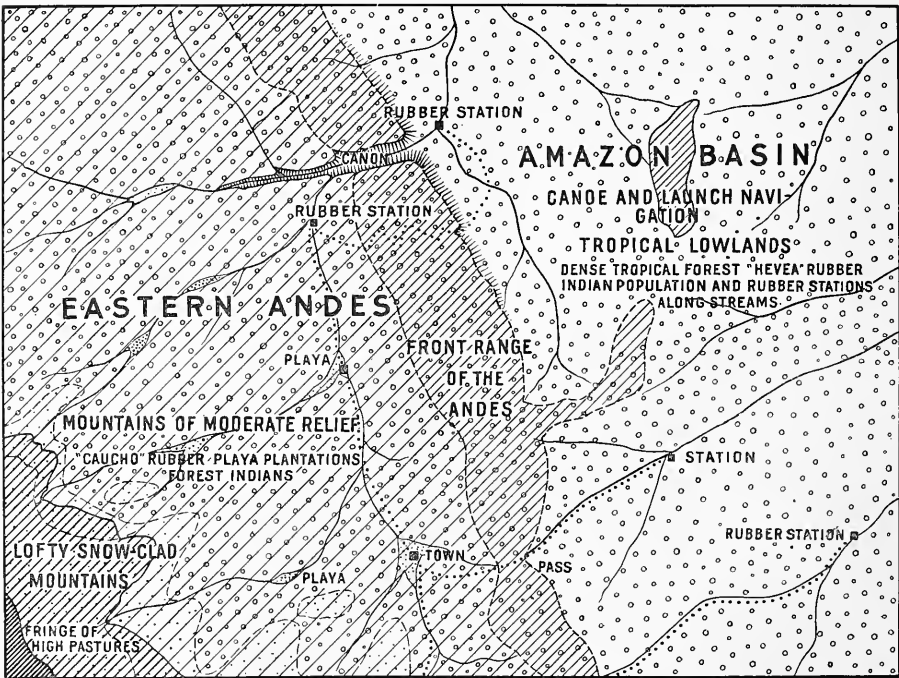 RUBBER STATION
CANON
AMAZON BASIN
CANOE AND LAUNCH NAVI-
GATION
RUBBER STATION
TROPICAL LOWLANDS
DENSE TROPICAL FOREST "HEVEA" RUBBER
INDIAN POPULATION AND RUBBER STATIONS
ALONG STREAMS
EASTERN ANDES
PLAYA
FRONT RANGE
OF THE
ANDES
MOUNTAINS OF MODERATE RELIEF
"CAUCHO" RUBBER PLAYA PLANTATIONS
FOREST INDIANS
STATION
RUBBER STATION
LOFTY SNOW-CLAD
MOUNTAINS
TOWN
PASS
PLAYA
FRINGE OF
HIGH PASTURES